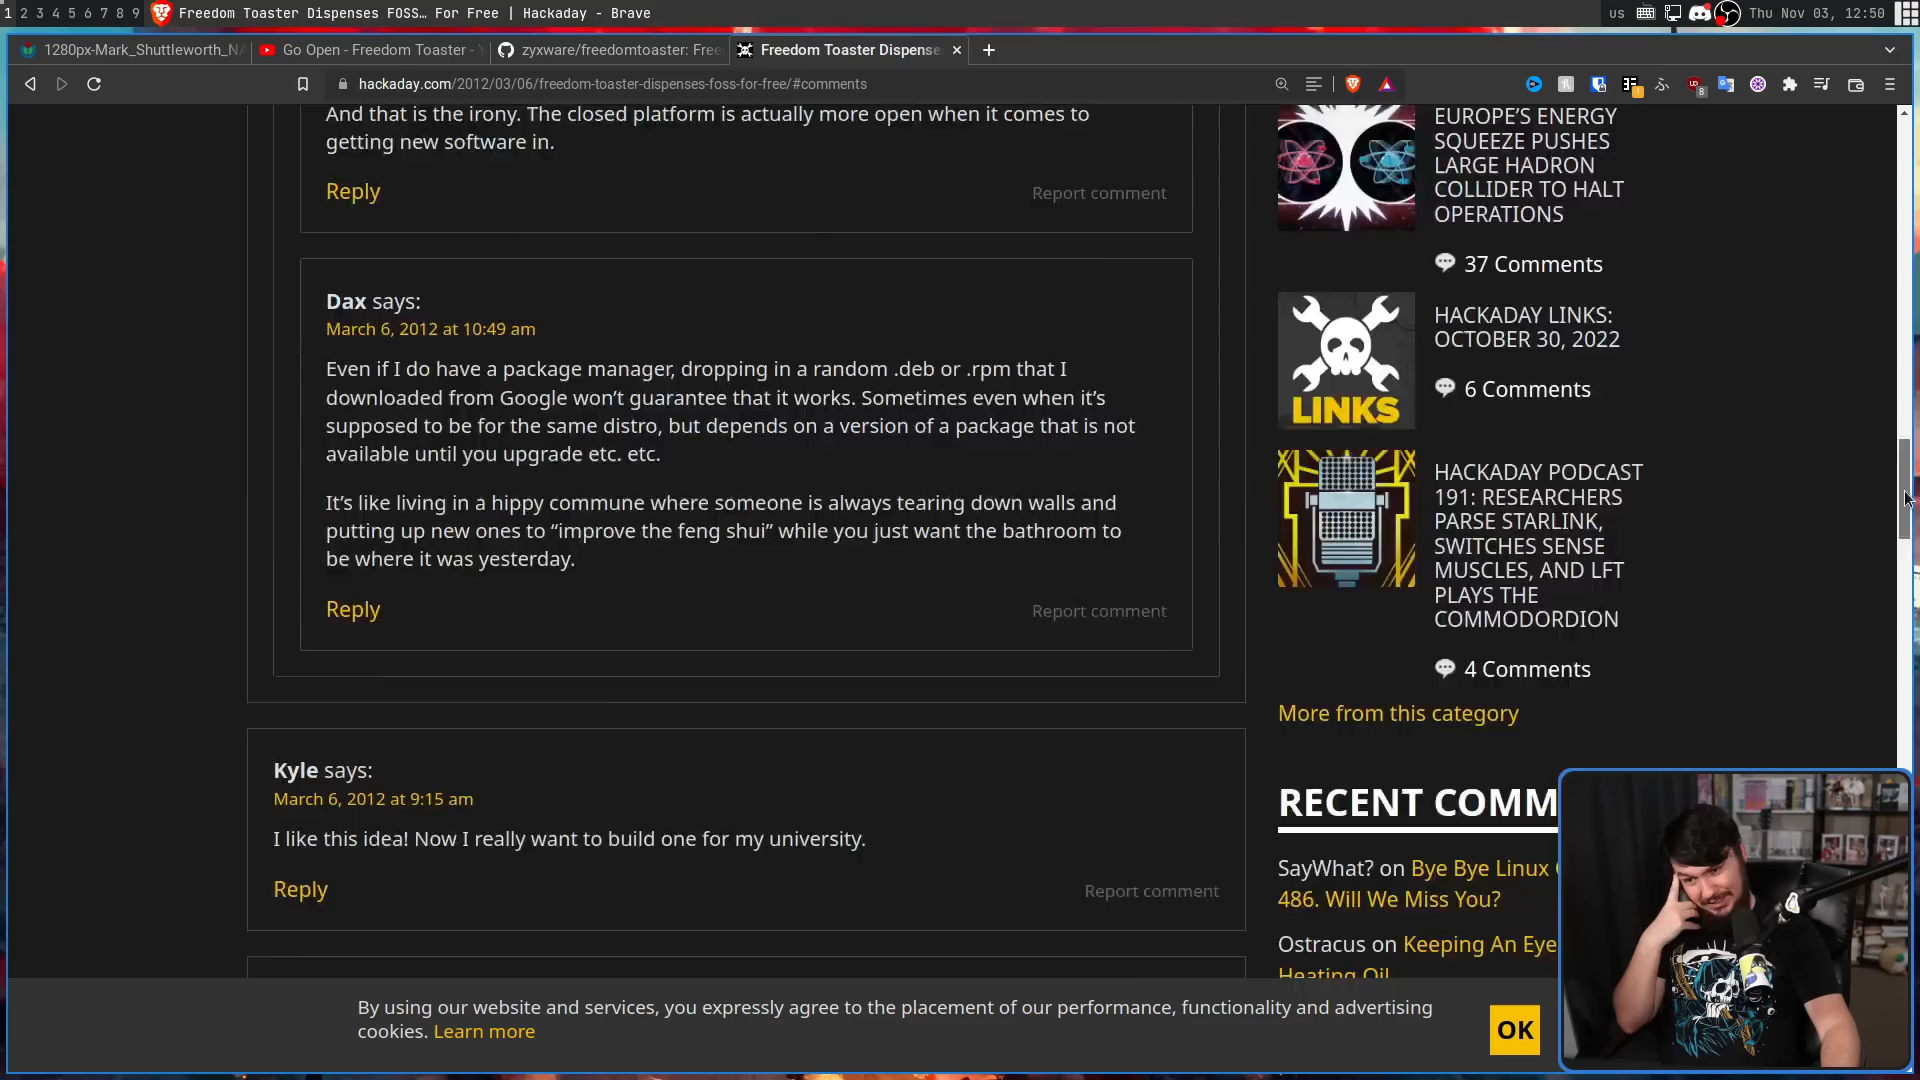 1 2 3 4 5 6 7 8 9 Freedom Toaster Dispenses FOSS… For Free | Hackaday - Brave
us Thu Nov 03, 12:50
1280px-Mark_Shuttleworth_NA
Go Open - Freedom Toaster -
zyxware/freedomtoaster: Free
Freedom Toaster Dispense
hackaday.com/2012/03/06/freedom-toaster-dispenses-foss-for-free/#comments
And that is the irony. The closed platform is actually more open when it comes to
getting new software in.
Reply
Report comment
Dax says:
March 6, 2012 at 10:49 am
Even if I do have a package manager, dropping in a random .deb or .rpm that I
downloaded from Google won’t guarantee that it works. Sometimes even when it’s
supposed to be for the same distro, but depends on a version of a package that is not
available until you upgrade etc. etc.
It’s like living in a hippy commune where someone is always tearing down walls and
putting up new ones to “improve the feng shui” while you just want the bathroom to
be where it was yesterday.
Reply
Report comment
Kyle says:
March 6, 2012 at 9:15 am
I like this idea! Now I really want to build one for my university.
Reply
Report comment
EUROPE’S ENERGY
SQUEEZE PUSHES
LARGE HADRON
COLLIDER TO HALT
OPERATIONS
37 Comments
LINKS
HACKADAY LINKS:
OCTOBER 30, 2022
6 Comments
HACKADAY PODCAST
191: RESEARCHERS
PARSE STARLINK,
SWITCHES SENSE
MUSCLES, AND LFT
PLAYS THE
COMMODORDION
4 Comments
More from this category
RECENT COMM
SayWhat? on Bye Bye Linux
486. Will We Miss You?
Ostracus on Keeping An Eye
Heating Oil
By using our website and services, you expressly agree to the placement of our performance, functionality and advertising
cookies. Learn more
OK